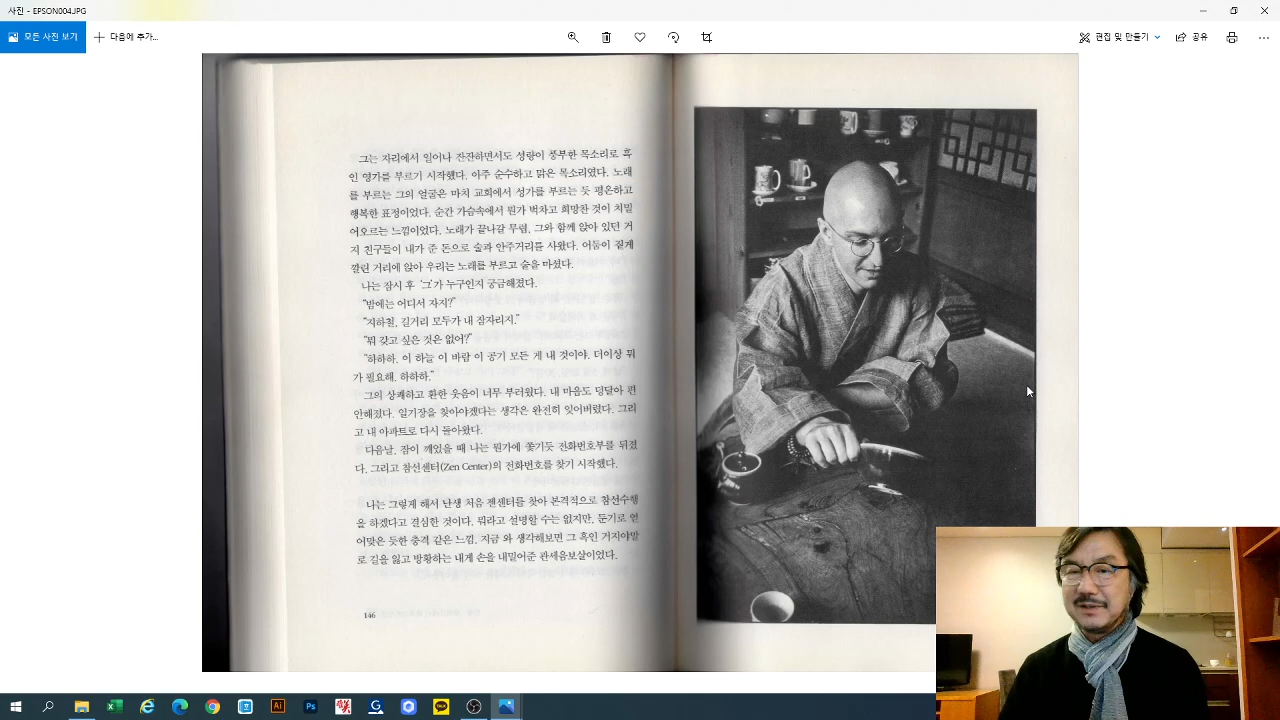 사진 - EPSON004.JPG
모든 사진 보기
다음에 추가...
편집 및 만들기
공유
그는 자리에서 일어나 잔잔하면서도 성량이 풍부한 목소리로 흑
인 영가를 부르기 시작했다. 아주 순수하고 맑은 목소리였다. 노래
를 부르는 그의 얼굴은 마치 교회에서 성가를 부르는 듯 평온하고
행복한 표정이었다. 순간 가슴속에서 뭔가 벅차고 희망찬 것이 치밀
어오르는 느낌이었다. 노래가 끝나갈 무렵, 그와 함께 앉아 있던 거
지 친구들이 내가 준 돈으로 술과 안주거리를 사왔다. 어둠이 짙게
깔린 거리에 앉아 우리는 노래를 부르고 술을 마셨다.
나는 잠시 후 '그'가 누구인지 궁금해졌다.
"밤에는 어디서 자지?"
"지하철, 길거리 모두가 내 잠자리지."
"뭐 갖고 싶은 것은 없어?"
"하하하. 이 하늘 이 바람 이 공기 모든 게 내 것이야. 더이상 뭐
가 필요해. 하하하."
그의 상쾌하고 환한 웃음이 너무 부러웠다. 내 마음도 덩달아 편
안해졌다. 일기장을 찾아야겠다는 생각은 완전히 잊어버렸다. 그리
고 내 아파트로 다시 돌아왔다.
다음날, 잠이 깨었을 때 나는 뭔가에 쫓기듯 전화번호부를 뒤졌
다. 그리고 참선센터(Zen Center)의 전화번호를 찾기 시작했다.
나는 그렇게 해서 난생 처음 젠센터를 찾아 본격적으로 참선수행
을 하겠다고 결심한 것이다. 뭐라고 설명할 수는 없지만, 둔기로 얻
어맞은 듯한 충격 같은 느낌. 지금 와 생각해보면 그 흑인 거지야말
로 길을 잃고 방황하는 내게 손을 내밀어준 관세음보살이었다.
146
Ai
Ps
TALK